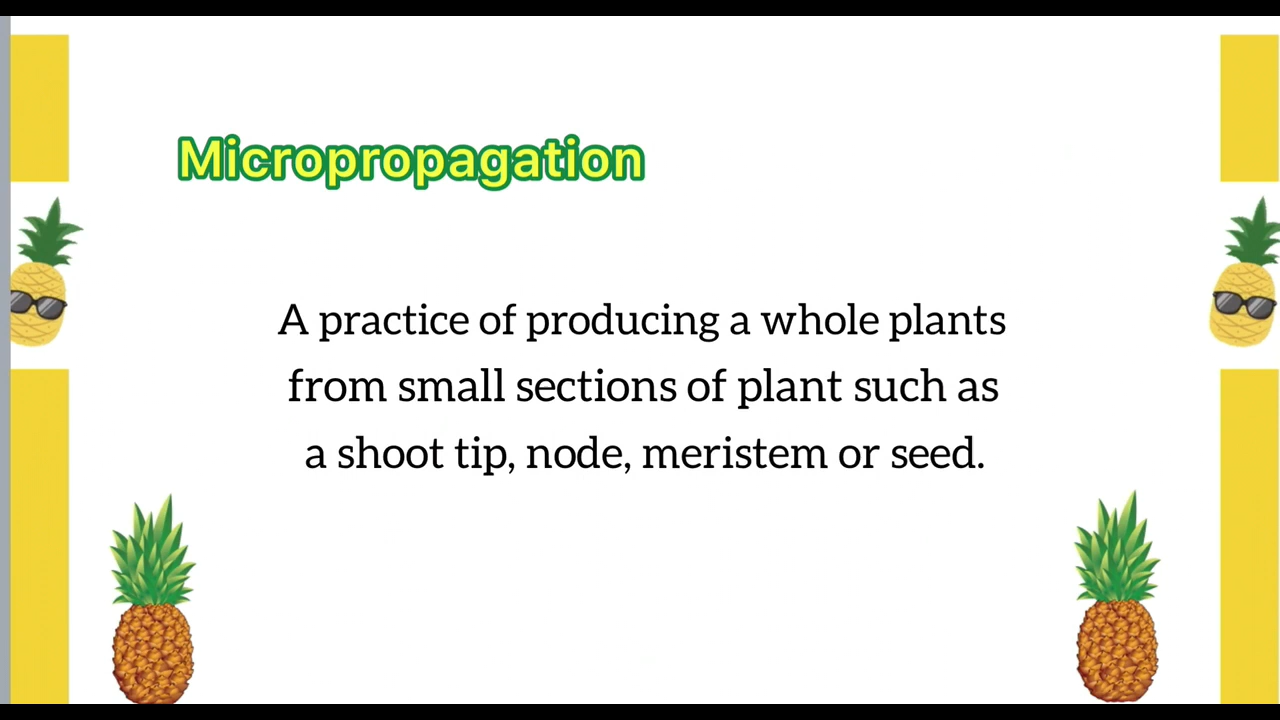 Micropropagation
A practice of producing a whole plants
from small sections of plant such as
a shoot tip, node, meristem or seed.